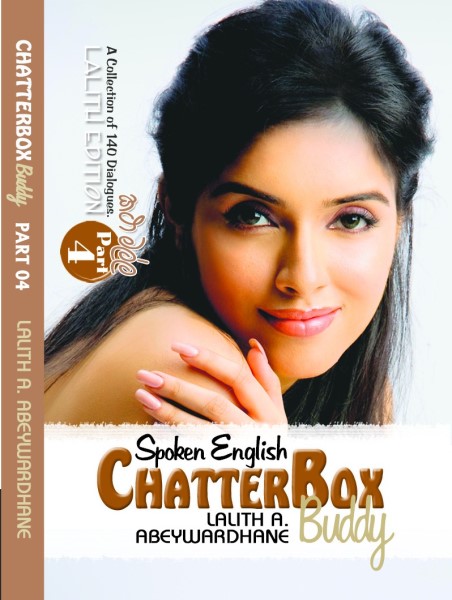 CHATTERBOX Buddy PART 04 LALITH A. ABEYWARDHANE
A Collection of 140 Dialogues.
LALITH EDITION
Part
4
Spoken English
CHATTERBOX
LALITH A.
ABEYWARDHANE
Buddy